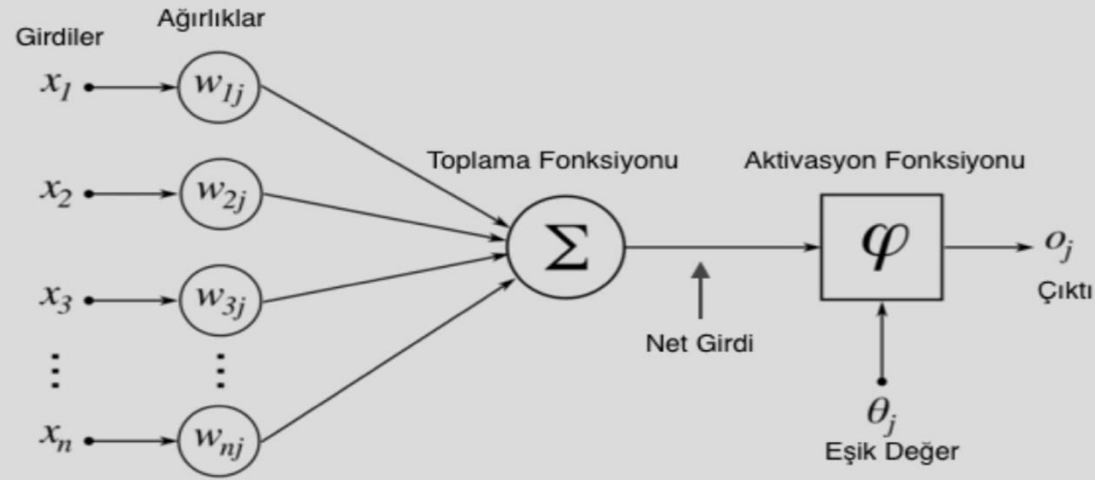 Ağırlıklar
Girdiler
x₁
w₁ⱼ
Toplama Fonksiyonu
Aktivasyon Fonksiyonu
x₂
w₂ⱼ
Σ
φ
oⱼ
Çıktı
x₃
w₃ⱼ
Net Girdi
⋮ ⋮
θⱼ
Eşik Değer
xₙ
wₙⱼ